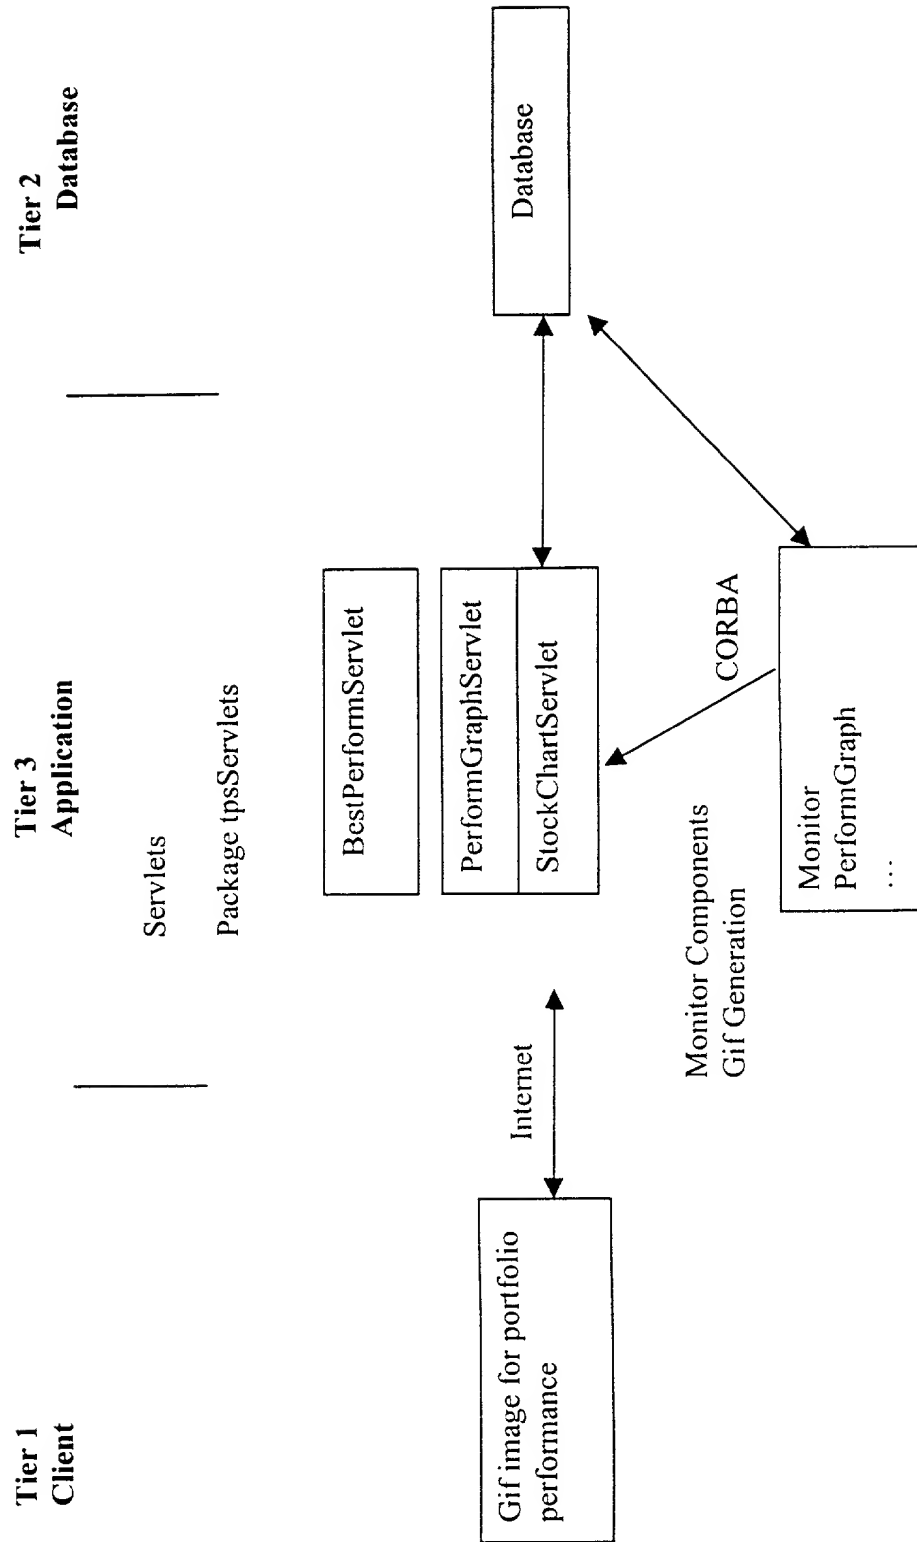 Tier 1
Client
Tier 3
Application
Tier 2
Database
Servlets
Package tpsServlets
BestPerformServlet
PerformGraphServlet
StockChartServlet
Database
Gif image for portfolio
performance
Internet
CORBA
Monitor Components
Gif Generation
Monitor
PerformGraph
...